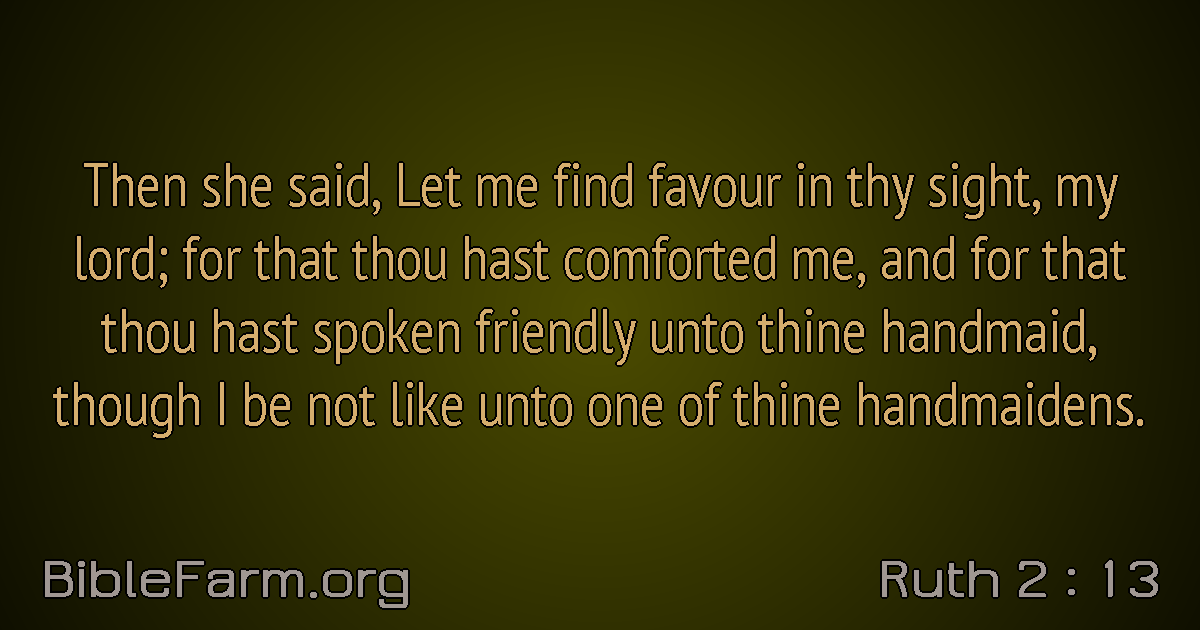 Then she said, Let me find favour in thy sight, my
lord; for that thou hast comforted me, and for that
thou hast spoken friendly unto thine handmaid,
though I be not like unto one of thine handmaidens.
BibleFarm.org
Ruth 2 : 13